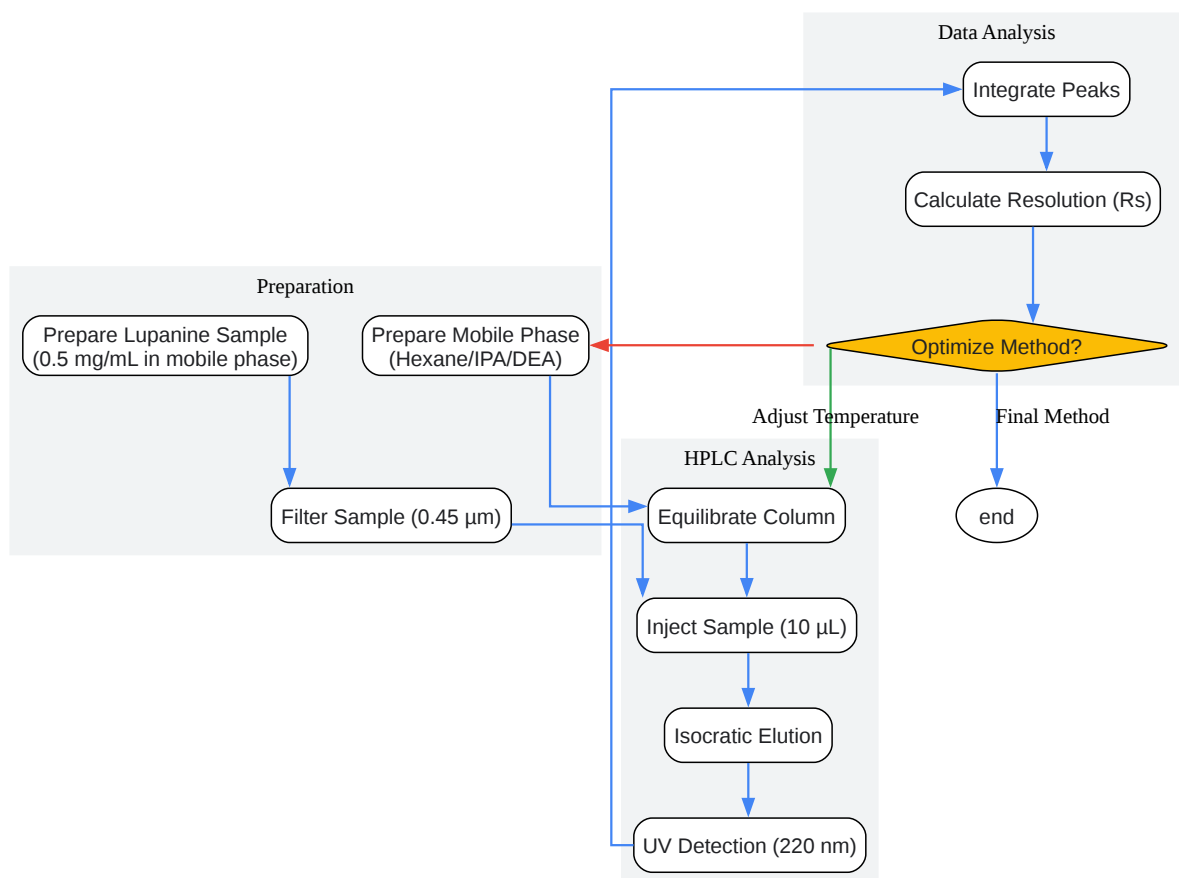 Data Analysis
Integrate Peaks
Calculate Resolution (Rs)
Preparation
Prepare Lupanine Sample
(0.5 mg/mL in mobile phase)
Prepare Mobile Phase
(Hexane/IPA/DEA)
Optimize Method?
Adjust Temperature
Final Method
HPLC Analysis
Filter Sample (0.45 µm)
Equilibrate Column
end
Inject Sample (10 µL)
Isocratic Elution
UV Detection (220 nm)